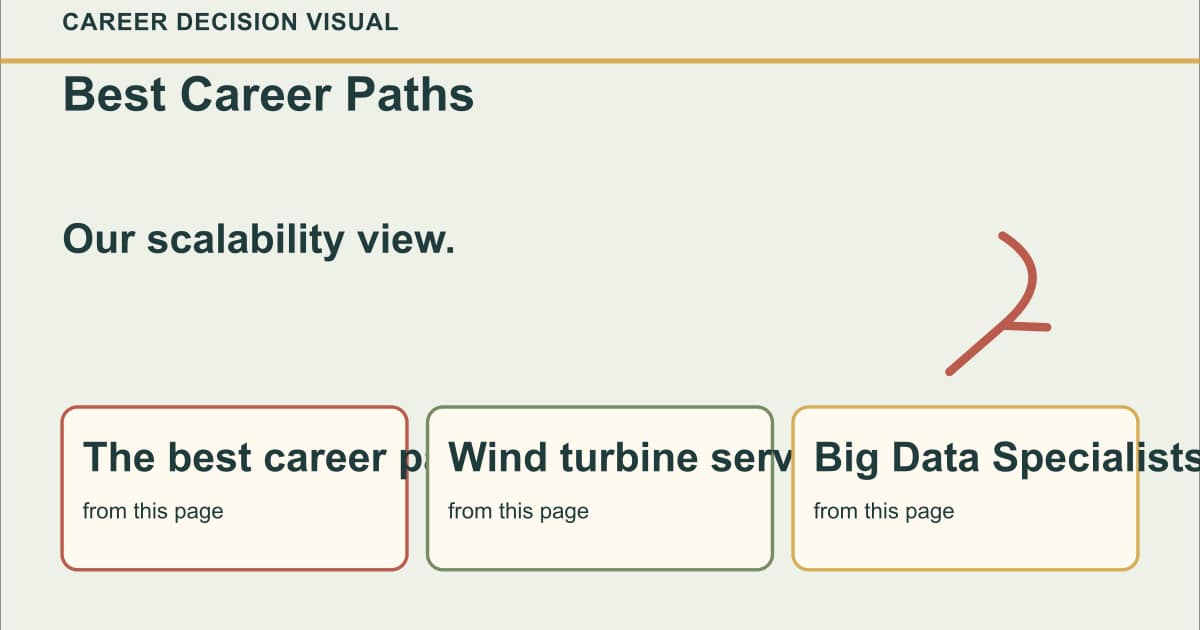 CAREER DECISION VISUAL
Best Career Paths
Our scalability view.
The best career
from this page
Wind turbine serv
from this page
Big Data Specialists
from this page